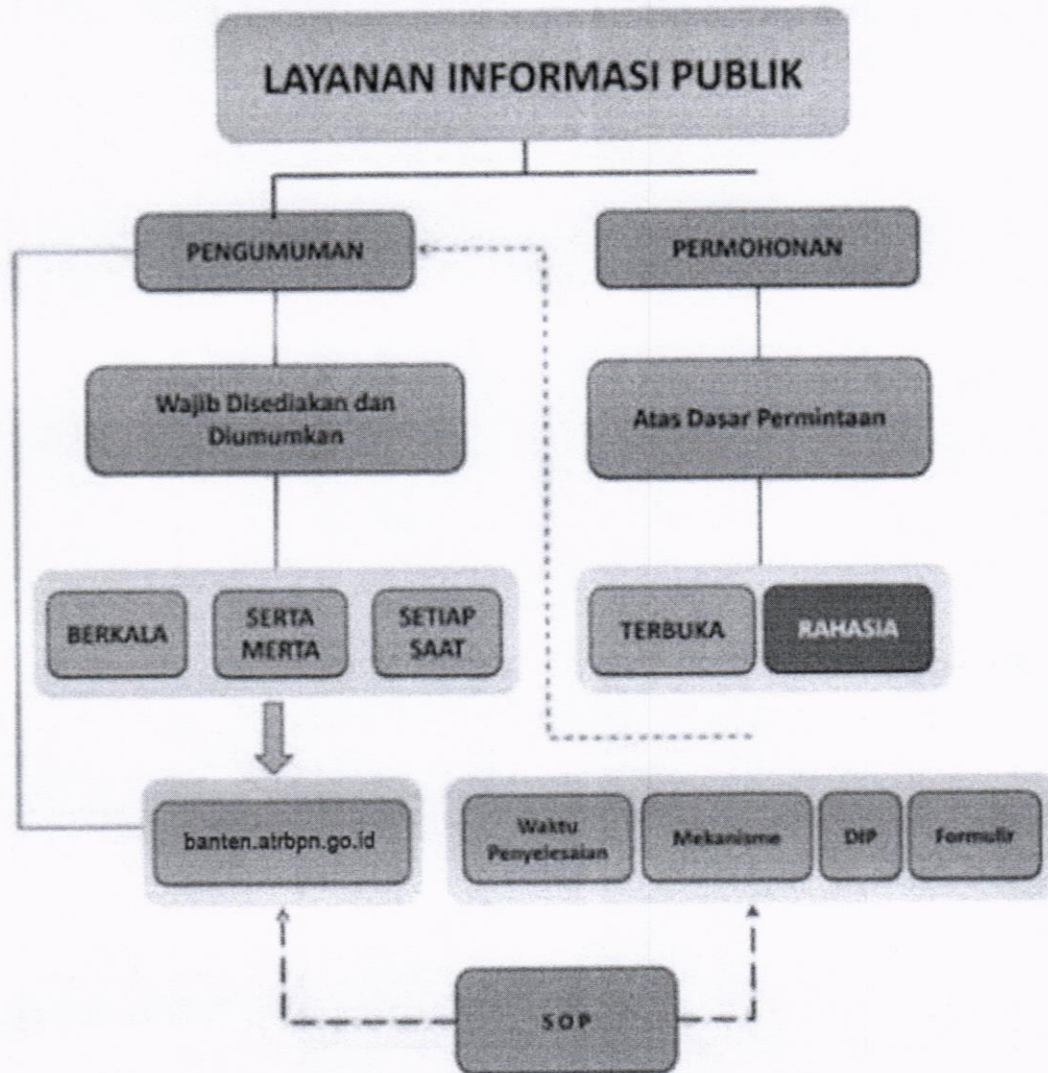 LAYANAN INFORMASI PUBLIK
PENGUMUMAN
PERMOHONAN
Wajib Disediakan dan
Diumumkan
Atas Dasar Permintaan
BERKALA
SERTA
MERTA
SETIAP
SAAT
TERBUKA
RAHASIA
banten.atrbpn.go.id
Waktu
Penyelesaian
Mekanisme
DIP
Formulir
S O P